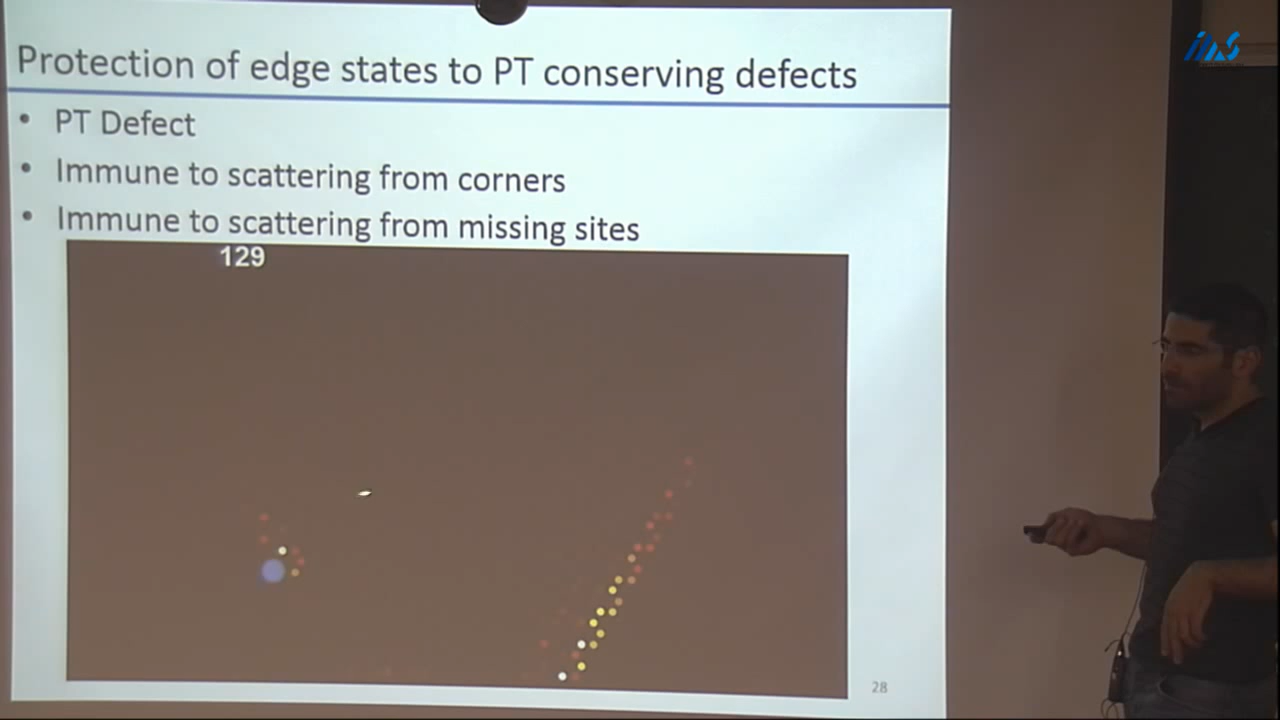 Protection of edge states to PT conserving defects
• PT Defect
• Immune to scattering from corners
• Immune to scattering from missing sites
129
28